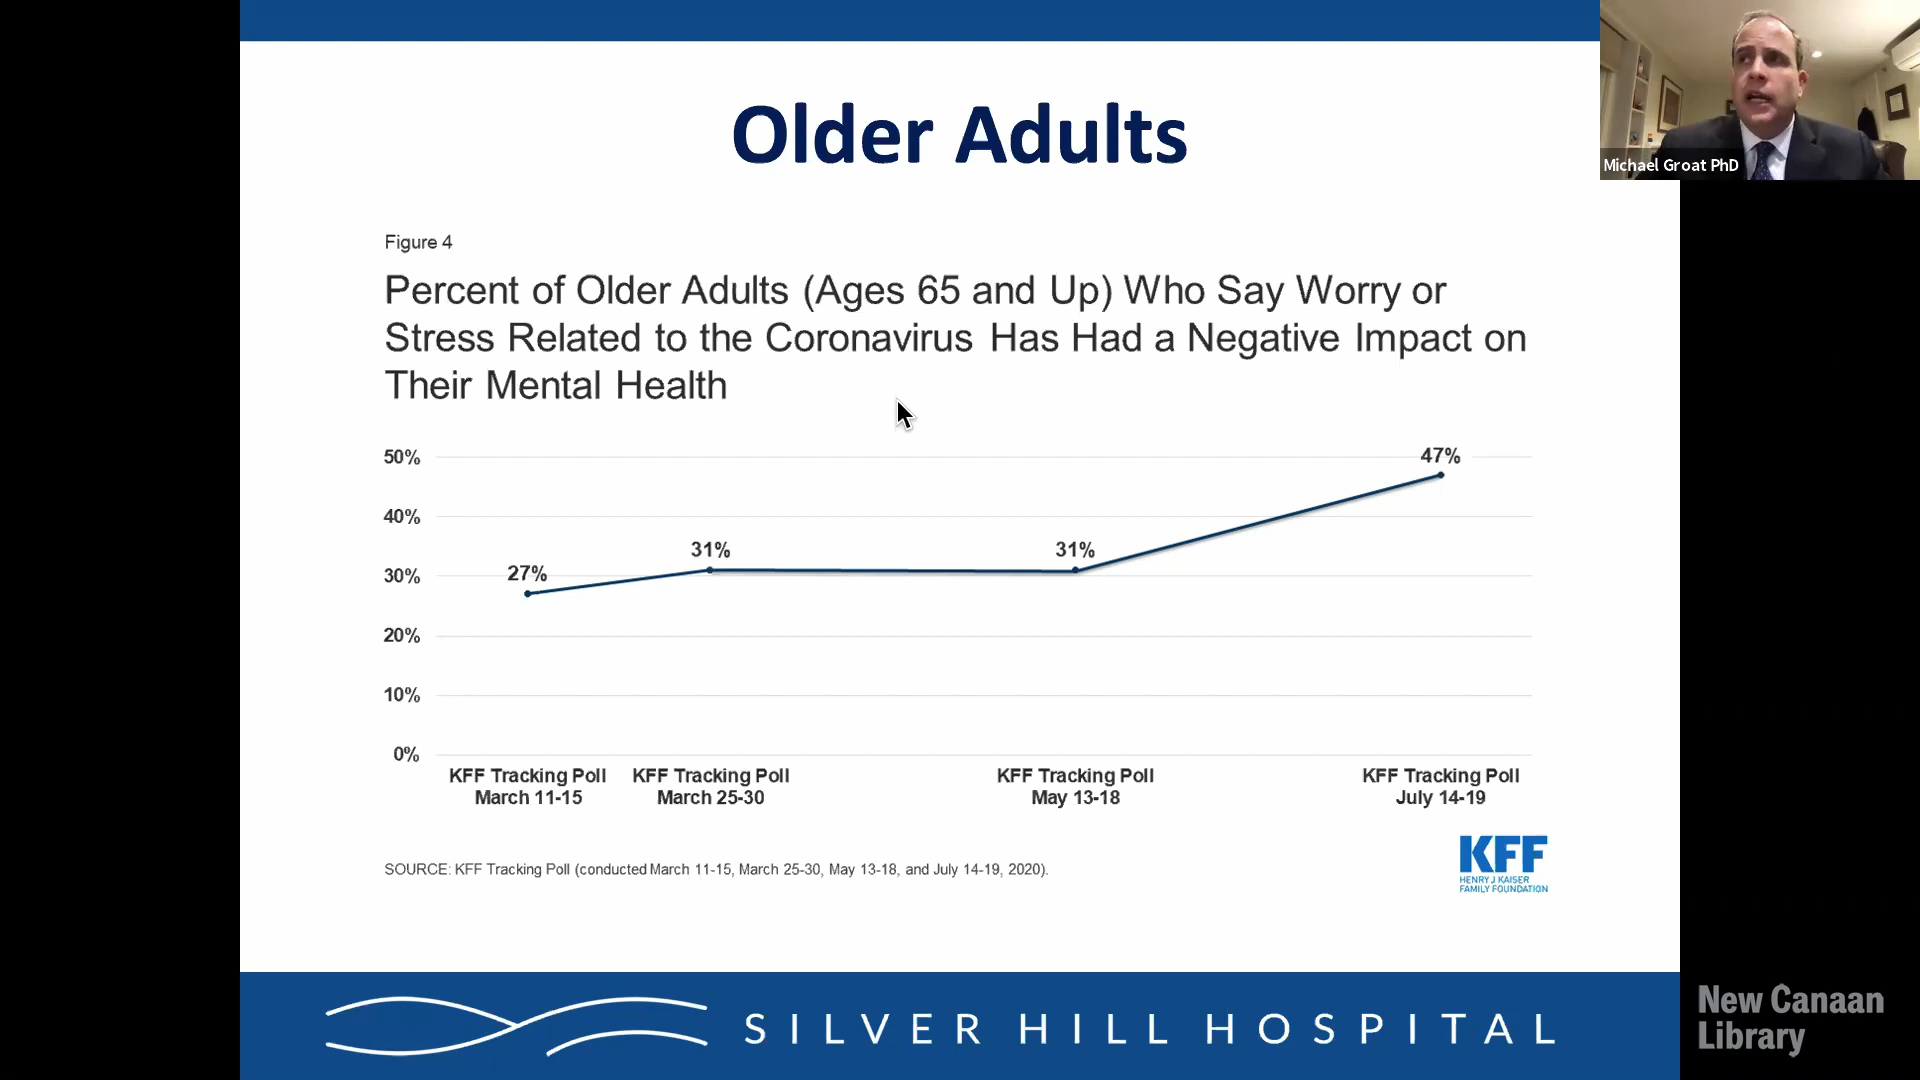 Older Adults
Michael Groat PhD
Figure 4
Percent of Older Adults (Ages 65 and Up) Who Say Worry or
Stress Related to the Coronavirus Has Had a Negative Impact on
Their Mental Health
50%
47%
40%
31%
31%
30%
27%
20%
10%
0%
KFF Tracking Poll
March 11-15
KFF Tracking Poll
March 25-30
KFF Tracking Poll
May 13-18
KFF Tracking Poll
July 14-19
SOURCE: KFF Tracking Poll (conducted March 11-15, March 25-30, May 13-18, and July 14-19, 2020).
KFF
HENRY J KAISER
FAMILY FOUNDATION
SILVER HILL HOSPITAL
New Canaan
Library